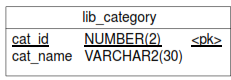 lib_category
cat_id NUMBER(2) <pk>
cat_name VARCHAR2(30)